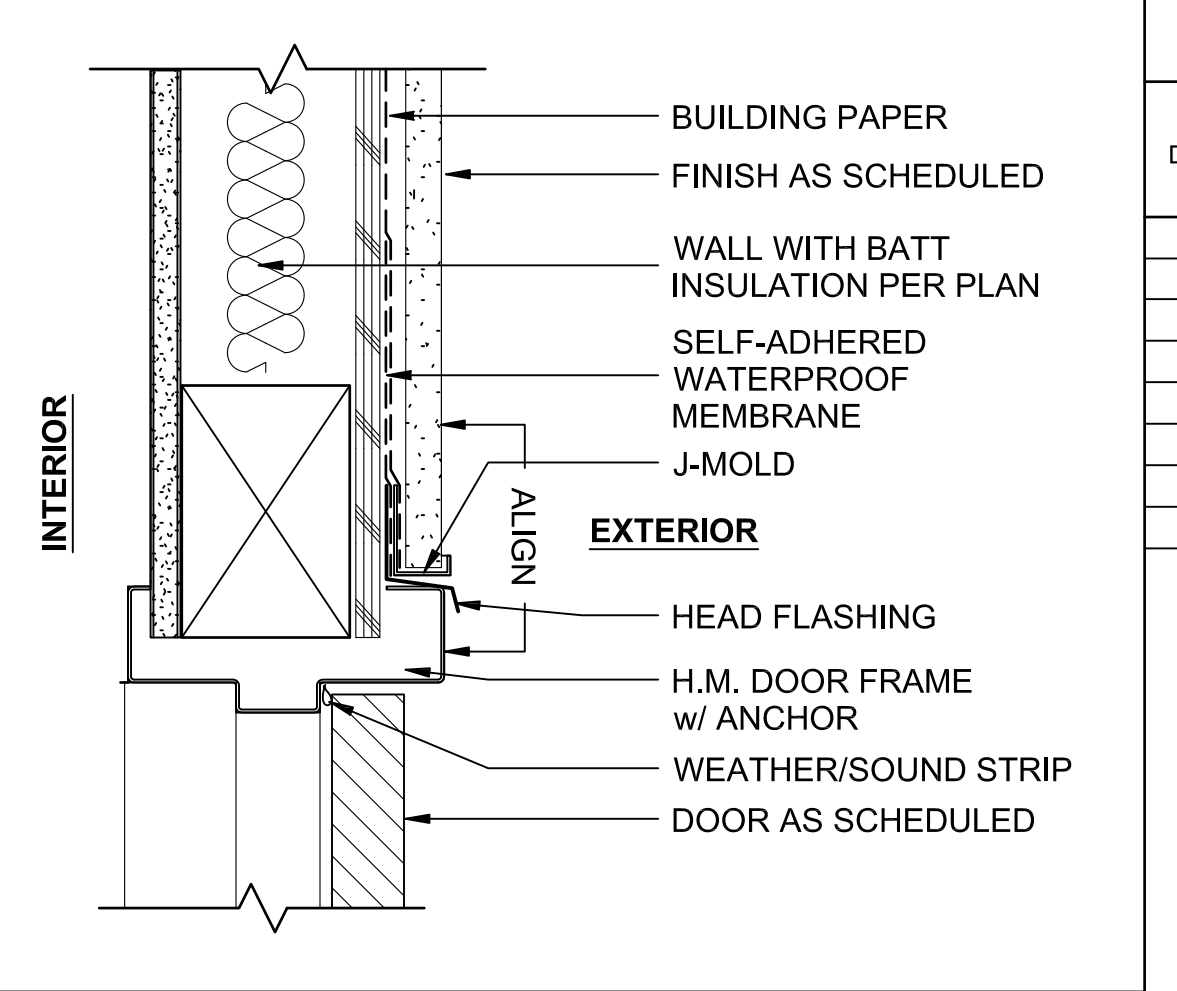 BUILDING PAPER
FINISH AS SCHEDULED
WALL WITH BATT
INSULATION PER PLAN
SELF-ADHERED
WATERPROOF
MEMBRANE
J-MOLD
INTERIOR
ALIGN
EXTERIOR
HEAD FLASHING
H.M. DOOR FRAME
w/ ANCHOR
WEATHER/SOUND STRIP
DOOR AS SCHEDULED